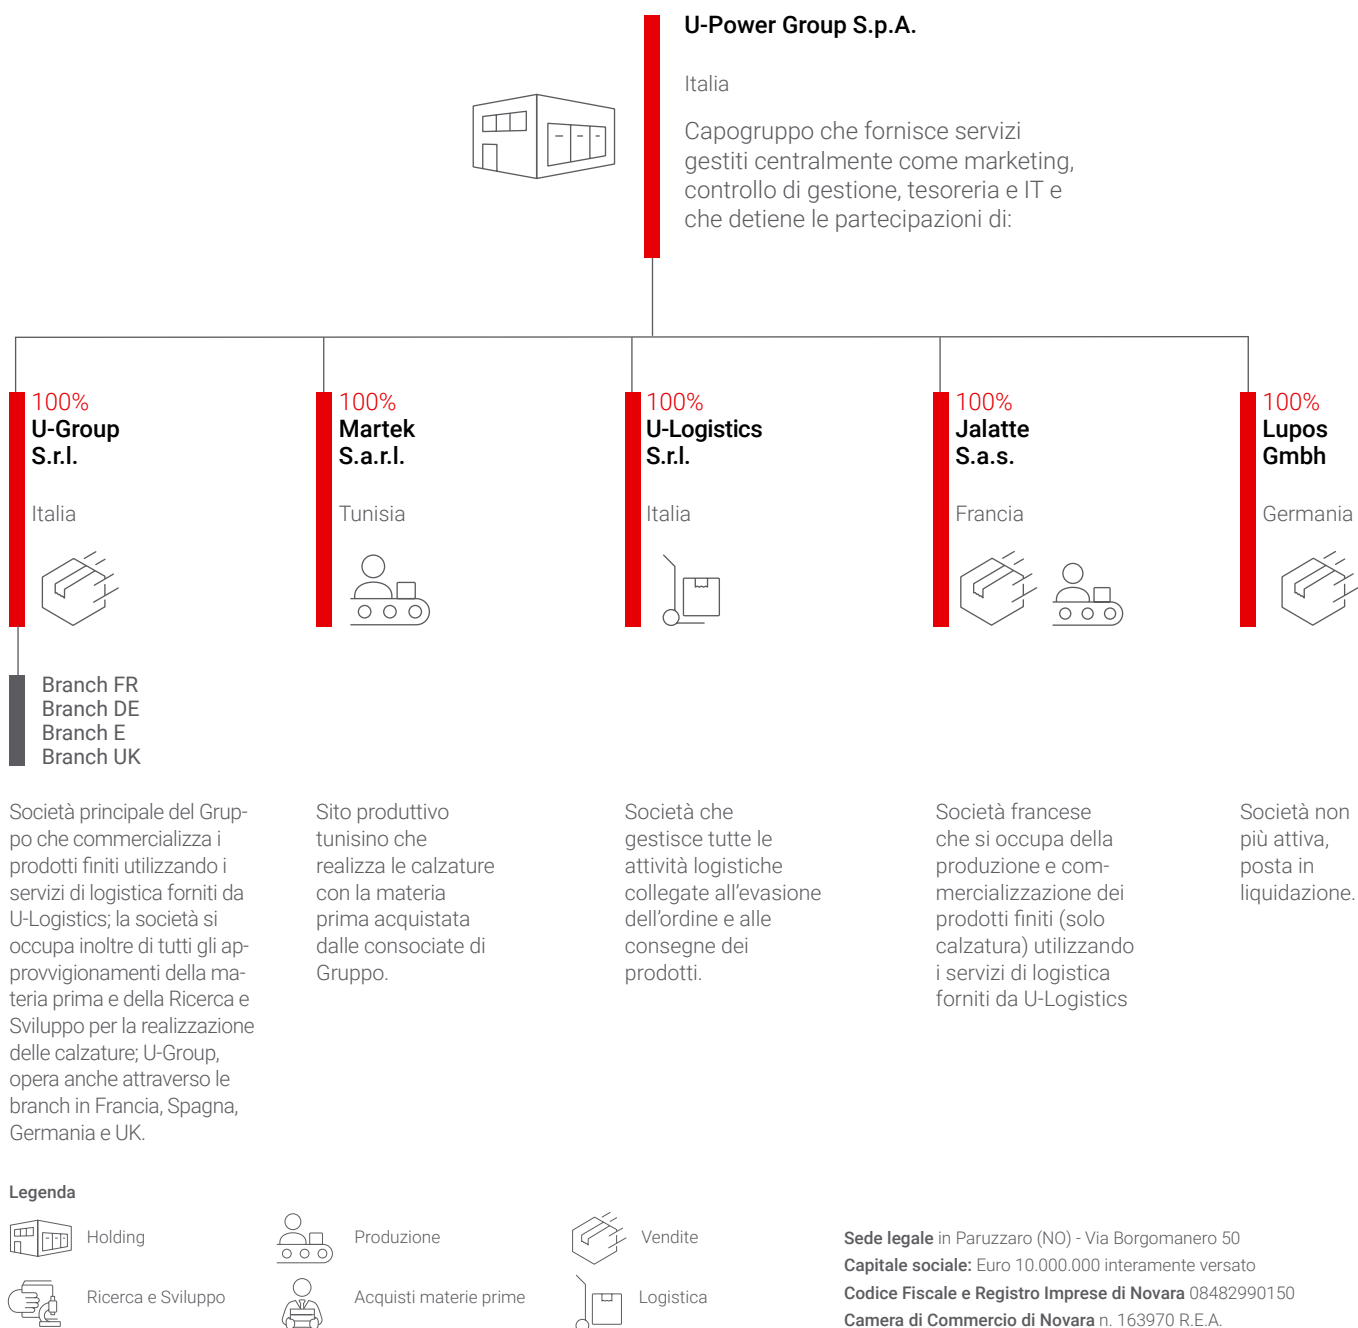 U-Power Group S.p.A.
Italia
Capogruppo che fornisce servizi
gestiti centralmente come marketing,
controllo di gestione, tesoreria e IT e
che detiene le partecipazioni di:
100%
U-Group
S.r.l.
Italia
Branch FR
Branch DE
Branch E
Branch UK
Società principale del Grup-
po che commercializza i
prodotti finiti utilizzando i
servizi di logistica forniti da
U-Logistics; la società si
occupa inoltre di tutti gli ap-
provvigionamenti della ma-
teria prima e della Ricerca e
Sviluppo per la realizzazione
delle calzature; U-Group,
opera anche attraverso le
branch in Francia, Spagna,
Germania e UK.
100%
Martek
S.a.r.l.
Tunisia
Sito produttivo
tunisino che
realizza le calzature
con la materia
prima acquistata
dalle consociate di
Gruppo.
100%
U-Logistics
S.r.l.
Italia
Società che
gestisce tutte le
attività logistiche
collegate all'evasione
dell'ordine e alle
consegne dei
prodotti.
100%
Jalatte
S.a.s.
Francia
Società francese
che si occupa della
produzione e com-
mercializzazione dei
prodotti finiti (solo
calzatura) utilizzando
i servizi di logistica
forniti da U-Logistics
100%
Lupos
Gmbh
Germania
Società non
più attiva,
posta in
liquidazione.
Legenda
Holding
Produzione
Vendite
Ricerca e Sviluppo
Acquisti materie prime
Logistica
Sede legale in Paruzzaro (NO) - Via Borgomanero 50
Capitale sociale: Euro 10.000.000 interamente versato
Codice Fiscale e Registro Imprese di Novara 08482990150
Camera di Commercio di Novara n. 163970 R.E.A.